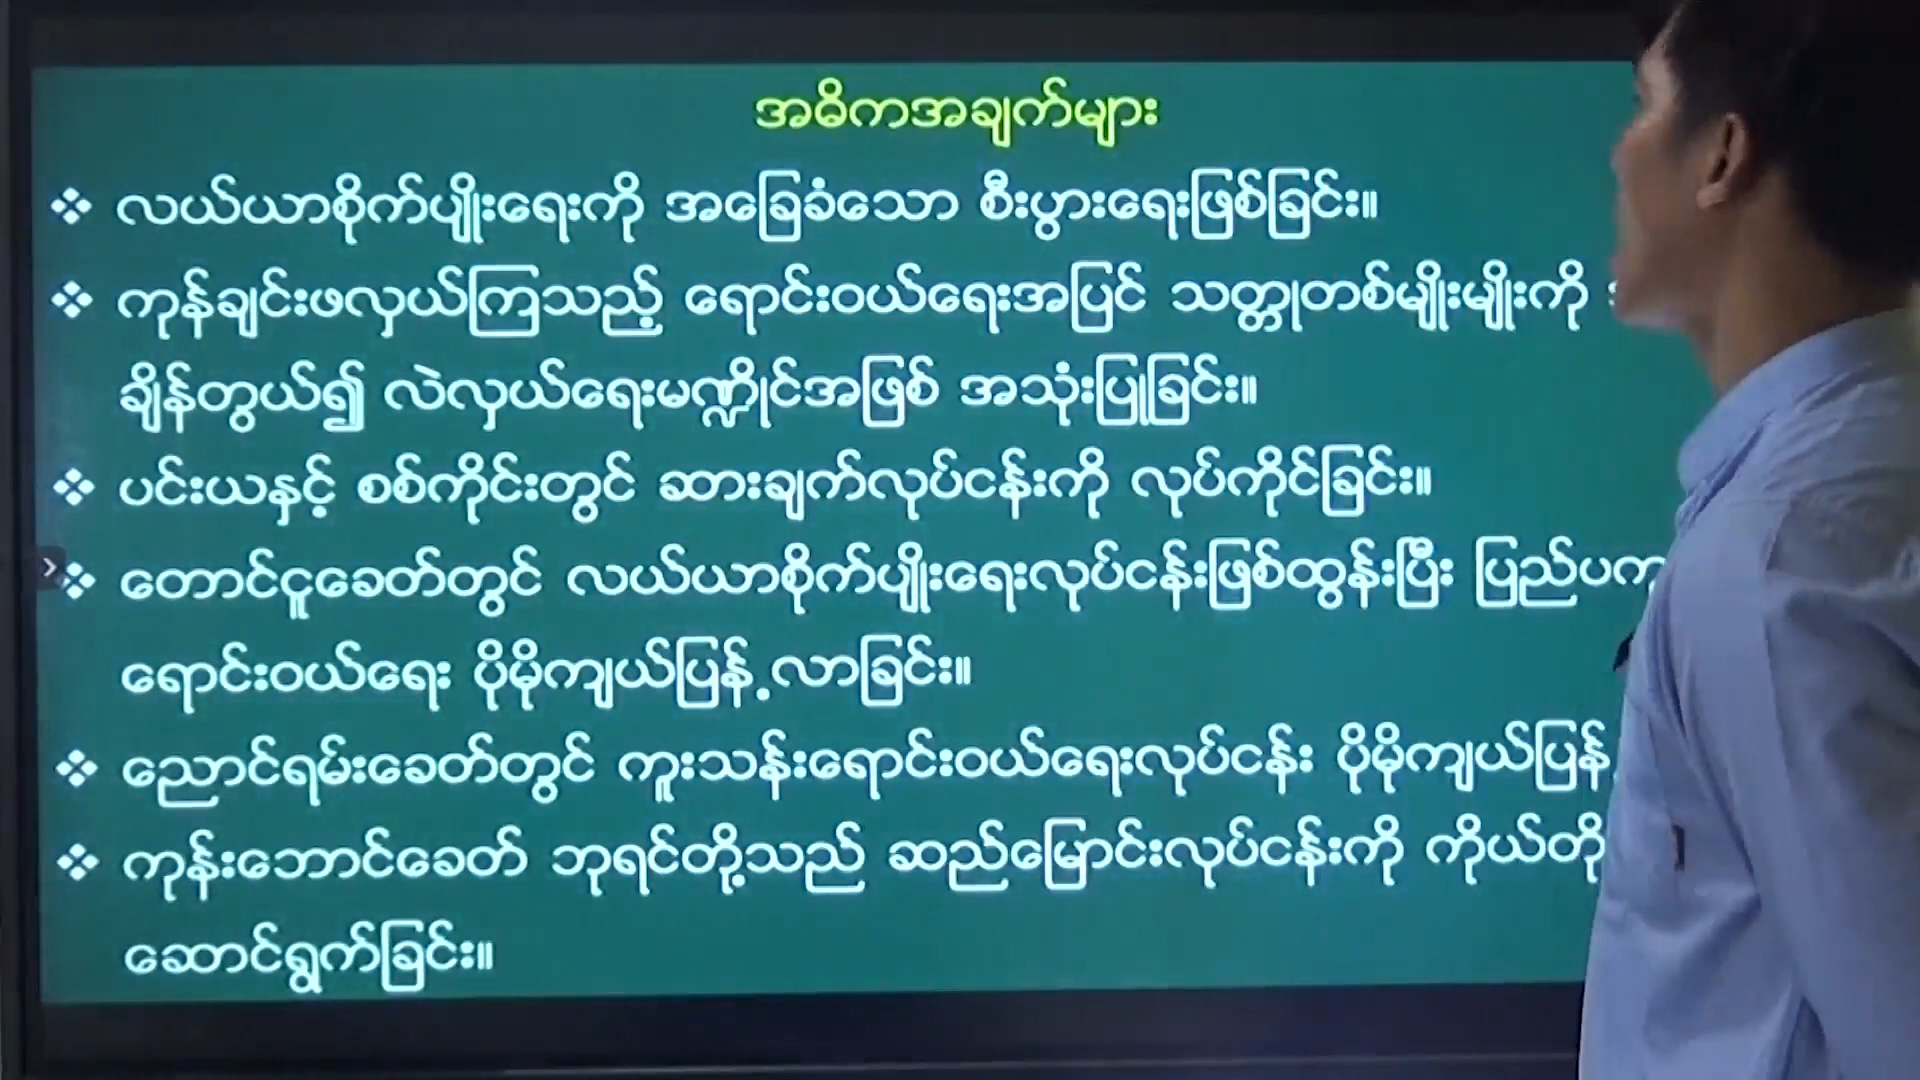 အဓိကအချက်များ
❖ လယ်ယာစိုက်ပျိုးရေးကို အခြေခံသော စီးပွားရေးဖြစ်ခြင်း။
❖ ကုန်ချင်းဖလှယ်ကြသည့် ရောင်းဝယ်ရေးအပြင် သတ္တုတစ်မျိုးမျိုးကို
ချိန်တွယ်၍ လဲလှယ်ရေးမဏ္ဍိုင်အဖြစ် အသုံးပြုခြင်း။
❖ ပင်းယနှင့် စစ်ကိုင်းတွင် ဆားချက်လုပ်ငန်းကို လုပ်ကိုင်ခြင်း။
❖ တောင်ငူခေတ်တွင် လယ်ယာစိုက်ပျိုးရေးလုပ်ငန်းဖြစ်ထွန်းပြီး
ရောင်းဝယ်ရေး ပိုမိုကျယ်ပြန့်လာခြင်း။
❖ ညောင်ရမ်းခေတ်တွင် ကူးသန်းရောင်းဝယ်ရေးလုပ်ငန်း ပိုမိုကျယ်ပြန့်
❖ ကုန်းဘောင်ခေတ် ဘုရင်တို့သည် ဆည်မြောင်းလုပ်ငန်းကို
ဆောင်ရွက်ခြင်း။